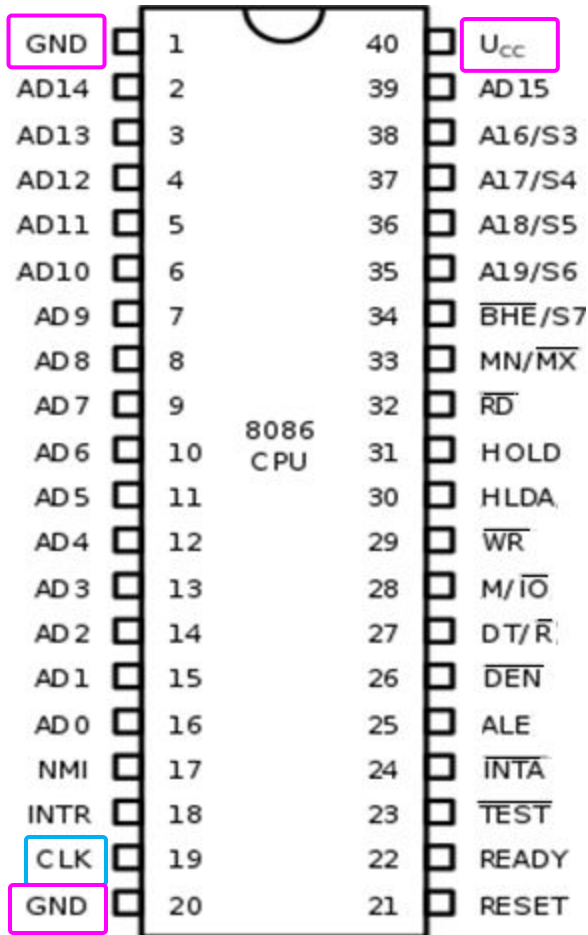 GND 1 40 UCC
AD14 2 39 AD15
AD13 3 38 A16/S3
AD12 4 37 A17/S4
AD11 5 36 A18/S5
AD10 6 35 A19/S6
AD9 7 34 BHE/S7
AD8 8 33 MN/MX
AD7 9 32 RD
8086
AD6 10 31 HOLD
CPU
AD5 11 30 HLDA
AD4 12 29 WR
AD3 13 28 M/IO
AD2 14 27 DT/R
AD1 15 26 DEN
AD0 16 25 ALE
NMI 17 24 INTA
INTR 18 23 TEST
CLK 19 22 READY
GND 20 21 RESET